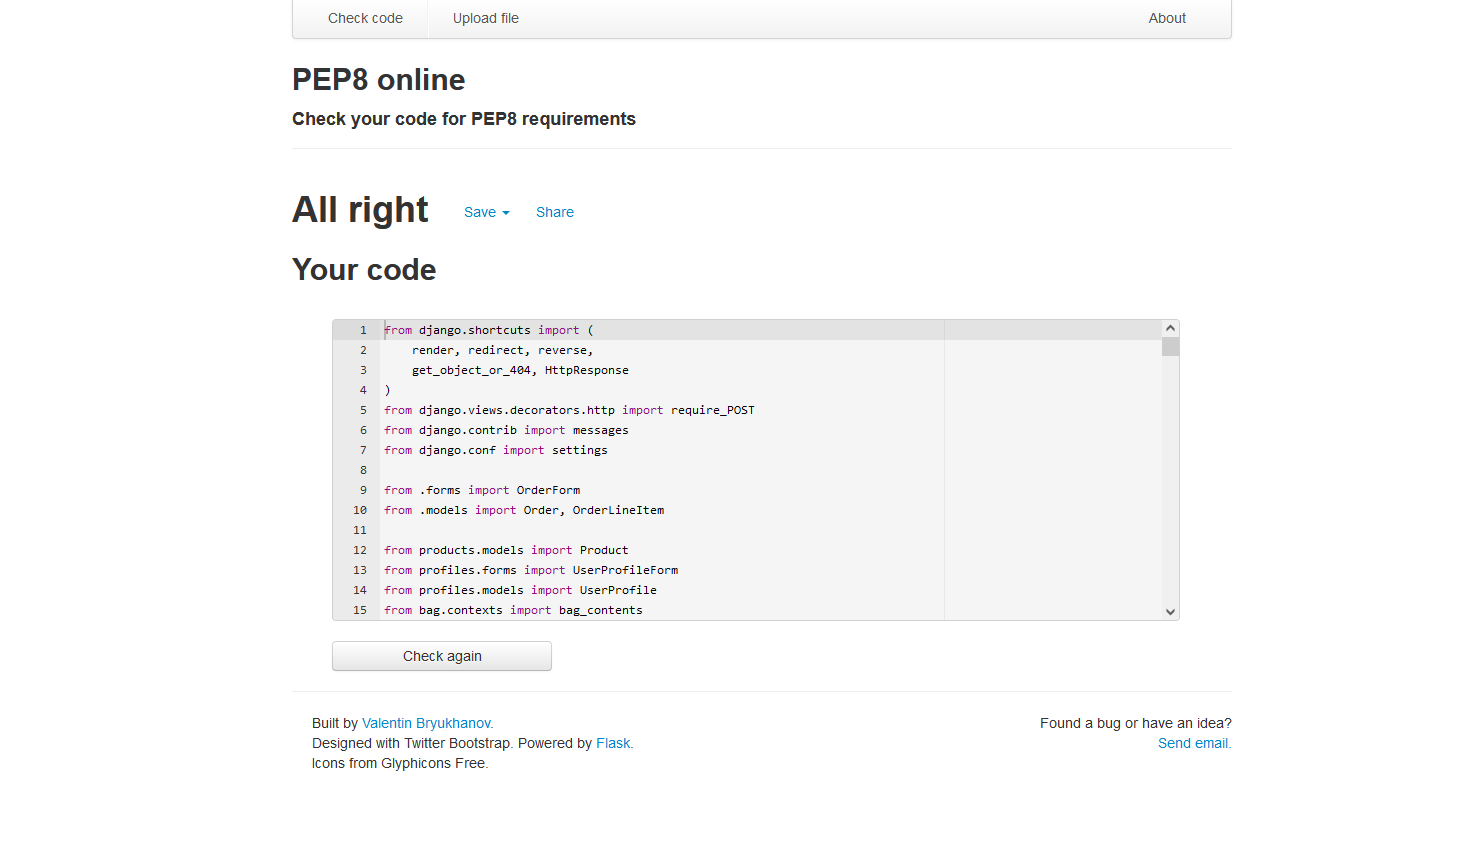 Check code Upload file About
PEP8 online
Check your code for PEP8 requirements
All right Save Share
Your code
1 from django.shortcuts import (
2     render, redirect, reverse,
3     get_object_or_404, HttpResponse
4 )
5 from django.views.decorators.http import require_POST
6 from django.contrib import messages
7 from django.conf import settings
8
9 from .forms import OrderForm
10 from .models import Order, OrderLineItem
11
12 from products.models import Product
13 from profiles.forms import UserProfileForm
14 from profiles.models import UserProfile
15 from bag.contexts import bag_contents
Check again
Built by Valentin Bryukhanov. Found a bug or have an idea?
Designed with Twitter Bootstrap. Powered by Flask. Send email.
Icons from Glyphicons Free.